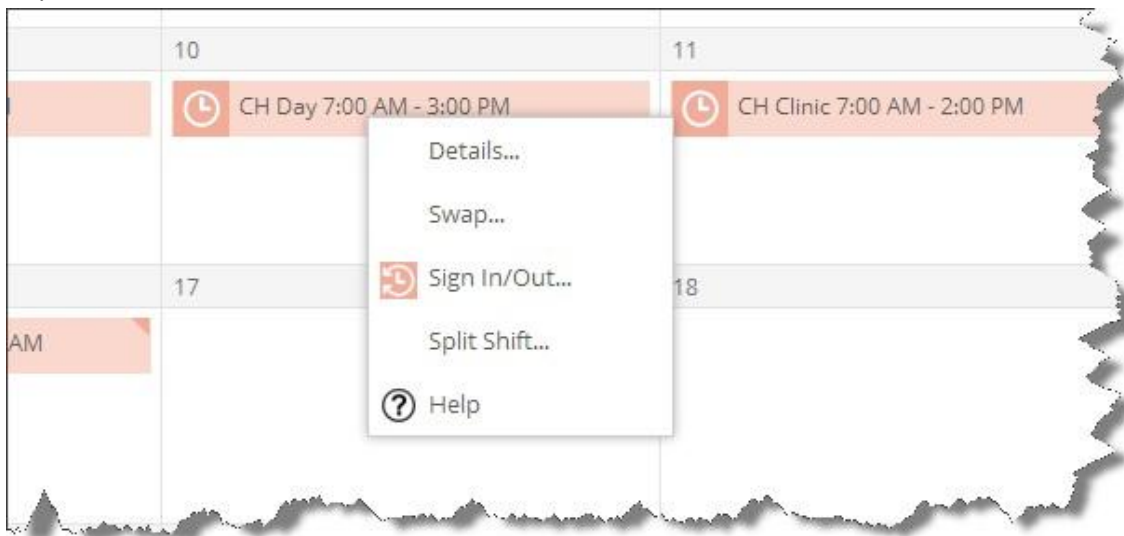 10
11
CH Day 7:00 AM - 3:00 PM
CH Clinic 7:00 AM - 2:00 PM
Details...
Swap...
Sign In/Out...
17
18
AM
Split Shift...
? Help